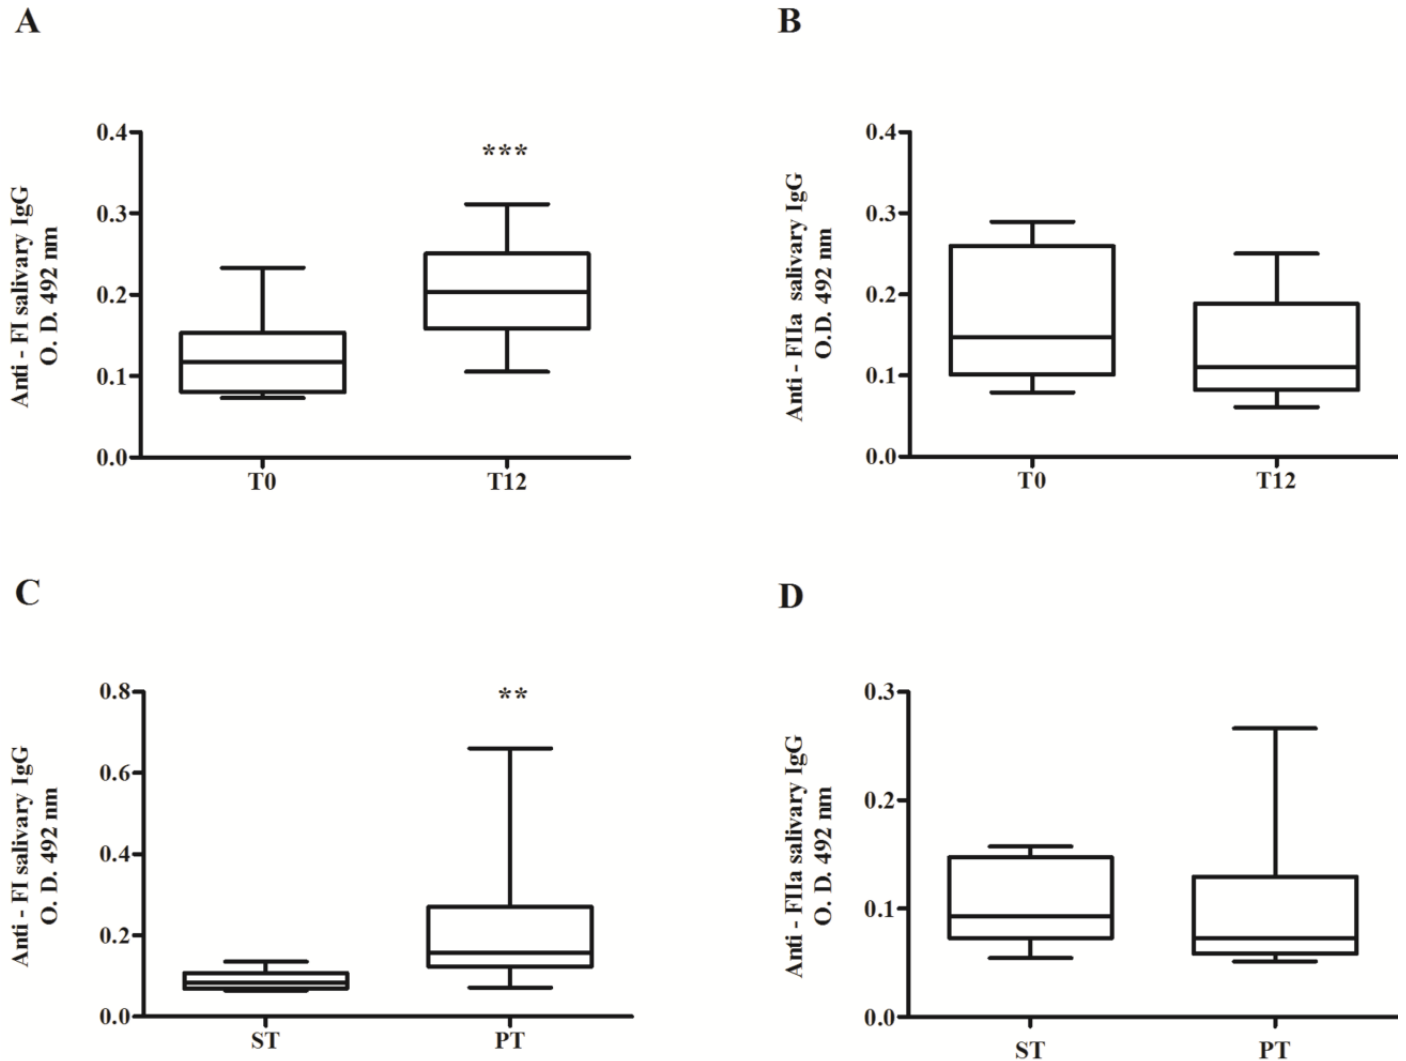 A
Anti - FI salivary IgG
O. D. 492 nm
0.4
0.3
0.2
0.1
0.0
***
T0
T12
B
Anti - FIIa salivary IgG
O.D. 492 nm
0.4
0.3
0.2
0.1
0.0
T0
T12
C
Anti - FI salivary IgG
O. D. 492 nm
0.8
0.6
0.4
0.2
0.0
**
ST
PT
D
Anti - FIIa salivary IgG
O. D. 492 nm
0.3
0.2
0.1
0.0
ST
PT